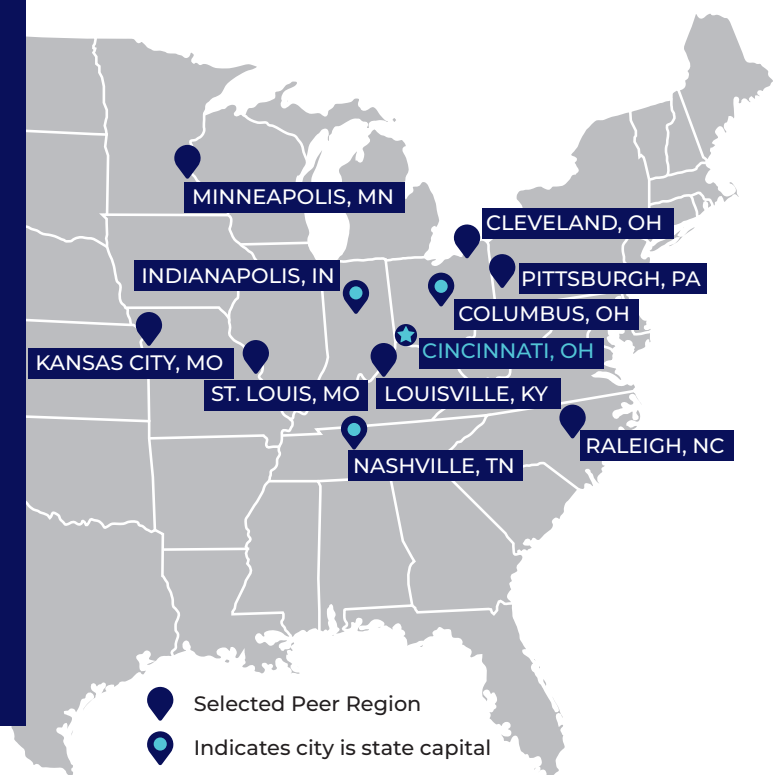 MINNEAPOLIS, MN
CLEVELAND, OH
INDIANAPOLIS, IN
PITTSBURGH, PA
COLUMBUS, OH
CINCINNATI, OH
KANSAS CITY, MO
ST. LOUIS, MO
LOUISVILLE, KY
RALEIGH, NC
NASHVILLE, TN
Selected Peer Region
Indicates city is state capital